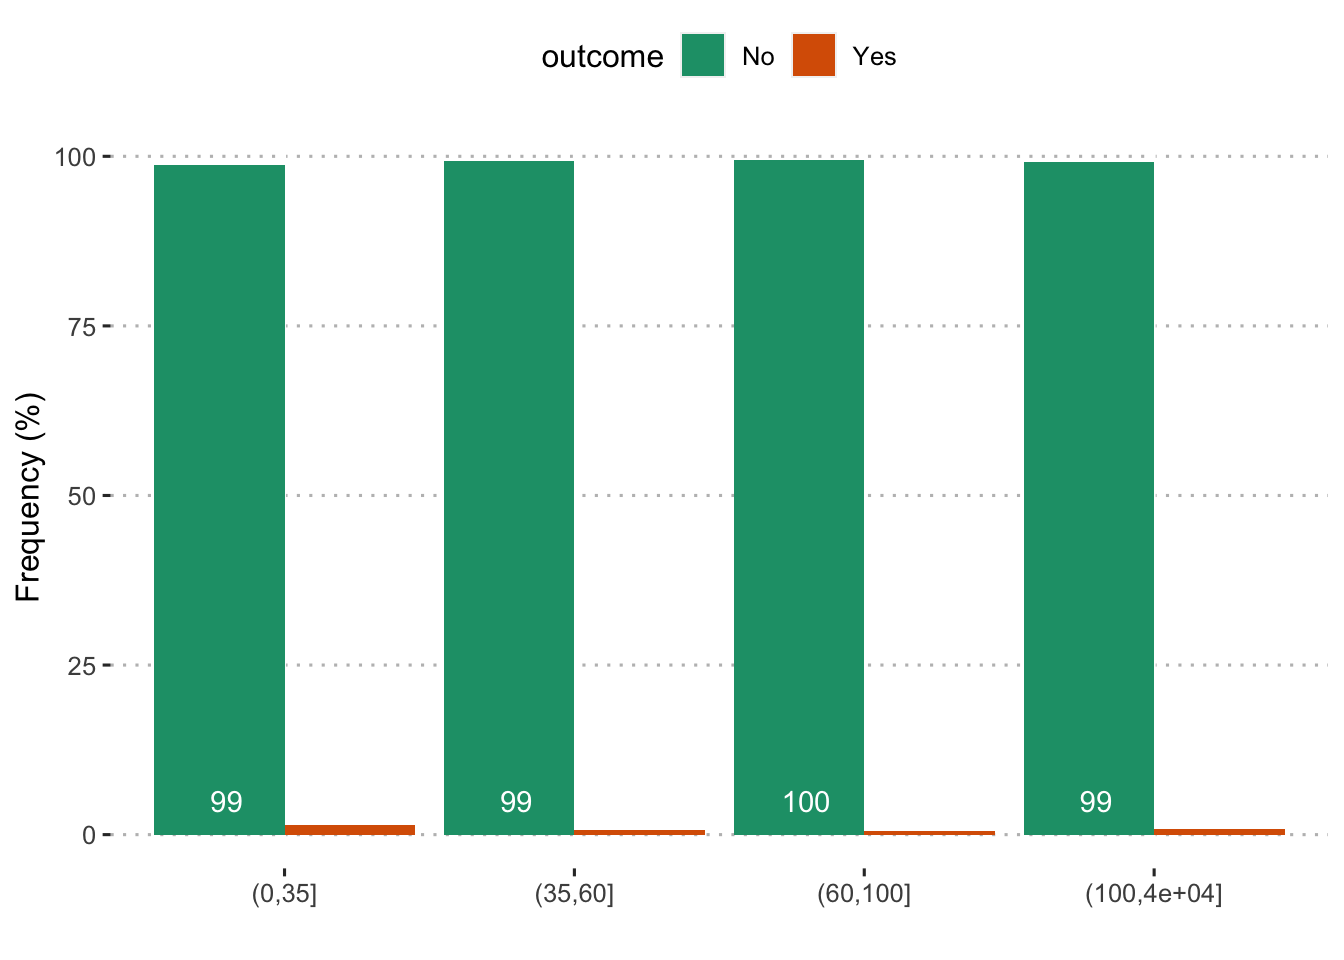 outcome No Yes
Frequency (%)
100
75
50
25
0
99 99 100 99
(0,35] (35,60] (60,100] (100,4e+04]